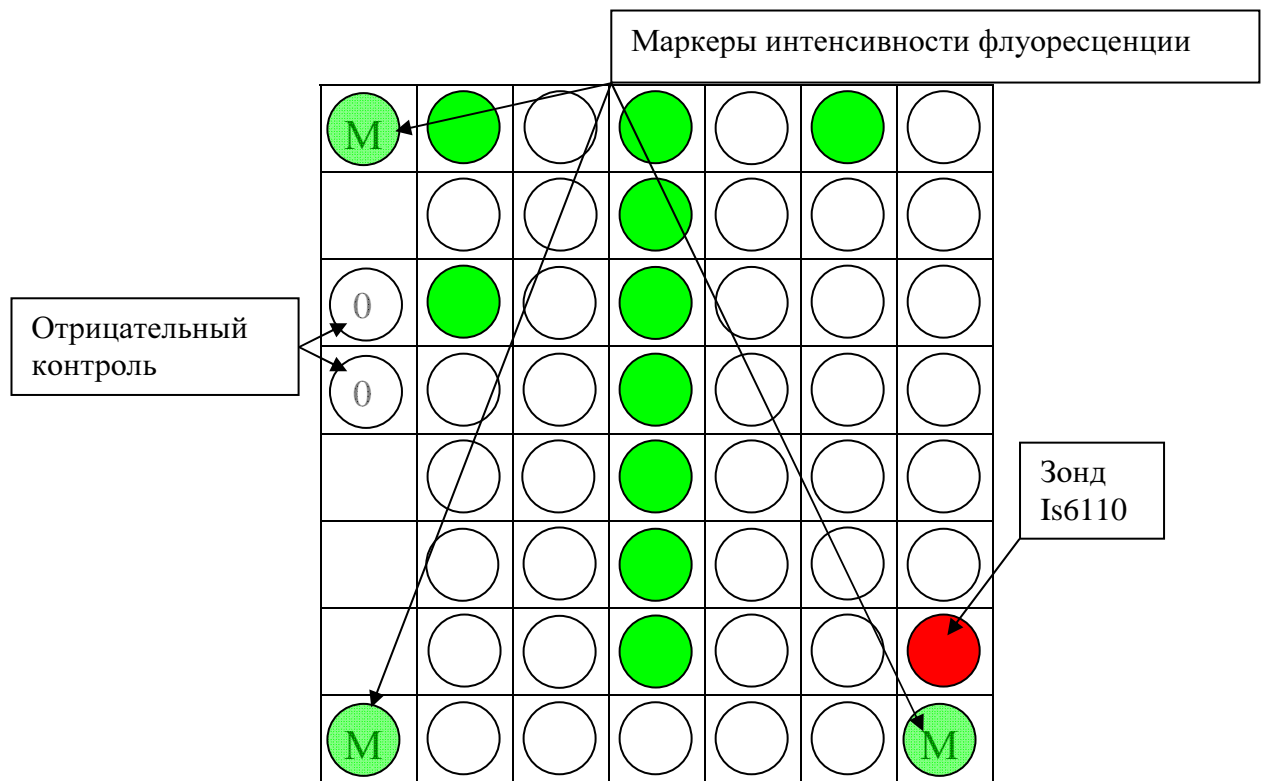 Маркеры интенсивности флуоресценции
М
0
Отрицательный
контроль
0
Зонд
Is6110
М
М